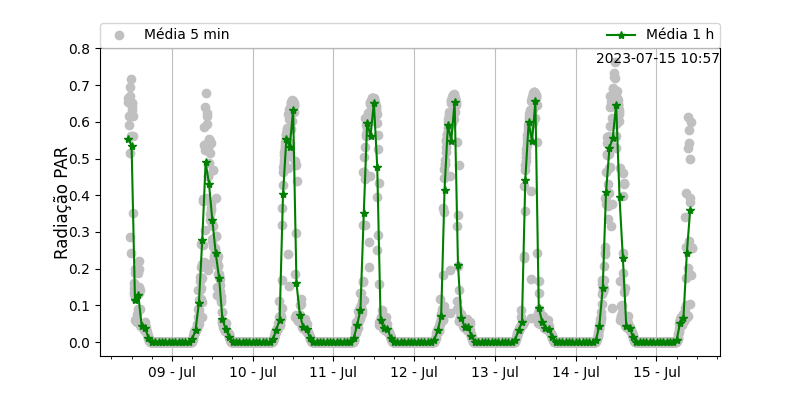 Média 5 min
Média 1 h
2023-07-15 10:57
Radiação PAR
0.8
0.7
0.6
0.5
0.4
0.3
0.2
0.1
0.0
09 - Jul
10 - Jul
11 - Jul
12 - Jul
13 - Jul
14 - Jul
15 - Jul